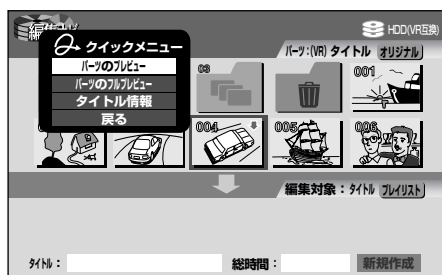 編集ナビ
HDD(VR互換)
クイックメニュー
パーツ:(VR) タイトル オリジナル
パーツのプレビュー
パーツのフルプレビュー
タイトル情報
戻る
03
001
004
005
006
編集対象:タイトル プレイリスト
タイトル:
総時間:
新規作成